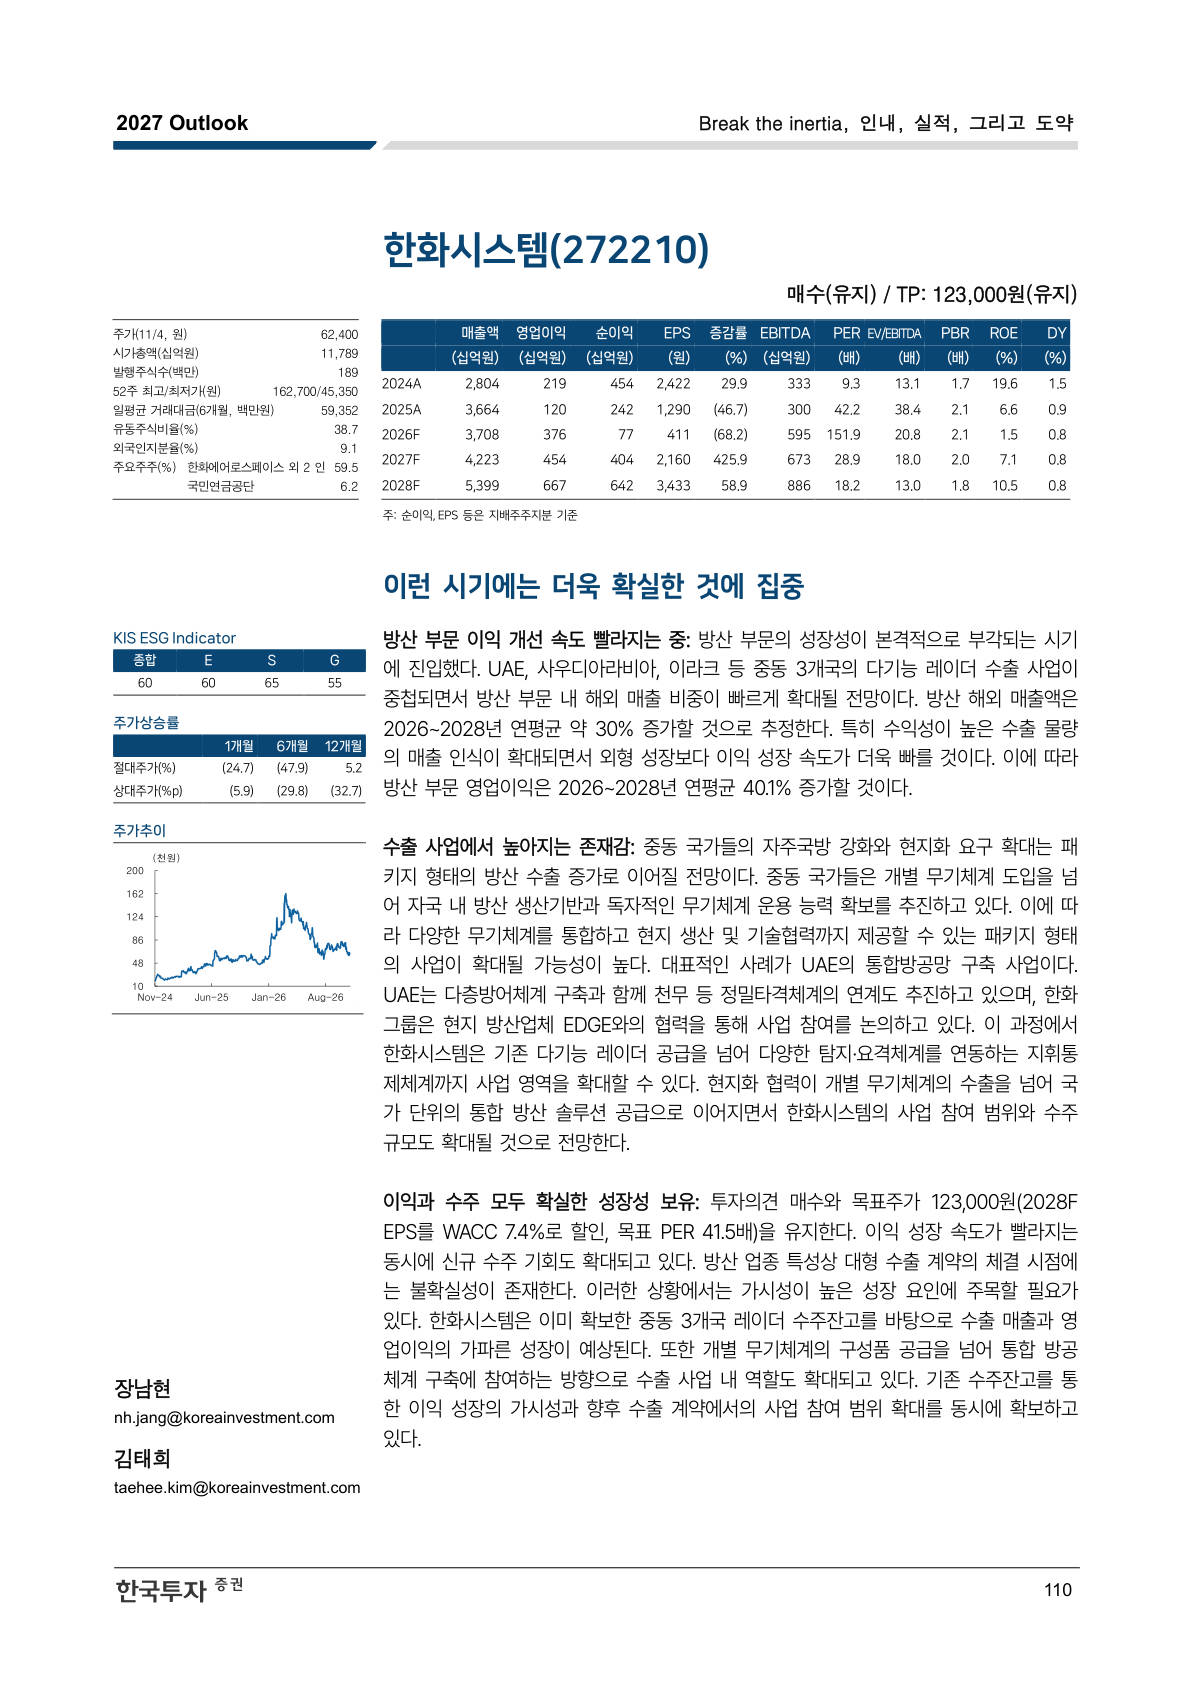 2027 Outlook
Break the inertia, 인내, 실적, 그리고 도약
한화시스템(272210)
매수(유지) / TP: 123,000원(유지)
주가(11/4, 원) 62,400
시가총액(십억원) 11,789
발행주식수(백만) 189
52주 최고/최저가(원) 162,700/45,350
일평균 거래대금(6개월, 백만원) 59,352
유동주식비율(%) 38.7
외국인지분율(%) 9.1
주요주주(%) 한화에어로스페이스 외 2 인 59.5
국민연금공단 6.2
매출액 영업이익 순이익 EPS 증감률 EBITDA PER EV/EBITDA PBR ROE DY
(십억원) (십억원) (십억원) (원) (%) (십억원) (배) (배) (배) (%) (%)
2024A 2,804 219 454 2,422 29.9 333 9.3 13.1 1.7 19.6 1.5
2025A 3,664 120 242 1,290 (46.7) 300 42.2 38.4 2.1 6.6 0.9
2026F 3,708 376 77 411 (68.2) 595 151.9 20.8 2.1 1.5 0.8
2027F 4,223 454 404 2,160 425.9 673 28.9 18.0 2.0 7.1 0.8
2028F 5,399 667 642 3,433 58.9 886 18.2 13.0 1.8 10.5 0.8
주: 순이익, EPS 등은 지배주주지분 기준
이런 시기에는 더욱 확실한 것에 집중
KIS ESG Indicator
종합 E S G
60 60 65 55
주가상승률
1개월 6개월 12개월
절대주가(%) (24.7) (47.9) 5.2
상대주가(%p) (5.9) (29.8) (32.7)
주가추이
(천원)
200
162
124
86
48
10
Nov-24 Jun-25 Jan-26 Aug-26
방산 부문 이익 개선 속도 빨라지는 중: 방산 부문의 성장성이 본격적으로 부각되는 시기
에 진입했다. UAE, 사우디아라비아, 이라크 등 중동 3개국의 다기능 레이더 수출 사업이
중첩되면서 방산 부문 내 해외 매출 비중이 빠르게 확대될 전망이다. 방산 해외 매출액은
2026~2028년 연평균 약 30% 증가할 것으로 추정한다. 특히 수익성이 높은 수출 물량
의 매출 인식이 확대되면서 외형 성장보다 이익 성장 속도가 더욱 빠를 것이다. 이에 따라
방산 부문 영업이익은 2026~2028년 연평균 40.1% 증가할 것이다.
수출 사업에서 높아지는 존재감: 중동 국가들의 자주국방 강화와 현지화 요구 확대는 패
키지 형태의 방산 수출 증가로 이어질 전망이다. 중동 국가들은 개별 무기체계 도입을 넘
어 자국 내 방산 생산기반과 독자적인 무기체계 운용 능력 확보를 추진하고 있다. 이에 따
라 다양한 무기체계를 통합하고 현지 생산 및 기술협력까지 제공할 수 있는 패키지 형태
의 사업이 확대될 가능성이 높다. 대표적인 사례가 UAE의 통합방공망 구축 사업이다.
UAE는 다층방어체계 구축과 함께 천무 등 정밀타격체계의 연계도 추진하고 있으며, 한화
그룹은 현지 방산업체 EDGE와의 협력을 통해 사업 참여를 논의하고 있다. 이 과정에서
한화시스템은 기존 다기능 레이더 공급을 넘어 다양한 탐지·요격체계를 연동하는 지휘통
제체계까지 사업 영역을 확대할 수 있다. 현지화 협력이 개별 무기체계의 수출을 넘어 국
가 단위의 통합 방산 솔루션 공급으로 이어지면서 한화시스템의 사업 참여 범위와 수주
규모도 확대될 것으로 전망한다.
이익과 수주 모두 확실한 성장성 보유: 투자의견 매수와 목표주가 123,000원(2028F
EPS를 WACC 7.4%로 할인, 목표 PER 41.5배)을 유지한다. 이익 성장 속도가 빨라지는
동시에 신규 수주 기회도 확대되고 있다. 방산 업종 특성상 대형 수출 계약의 체결 시점에
는 불확실성이 존재한다. 이러한 상황에서는 가시성이 높은 성장 요인에 주목할 필요가
있다. 한화시스템은 이미 확보한 중동 3개국 레이더 수주잔고를 바탕으로 수출 매출과 영
업이익의 가파른 성장이 예상된다. 또한 개별 무기체계의 구성품 공급을 넘어 통합 방공
체계 구축에 참여하는 방향으로 수출 사업 내 역할도 확대되고 있다. 기존 수주잔고를 통
한 이익 성장의 가시성과 향후 수출 계약에서의 사업 참여 범위 확대를 동시에 확보하고
있다.
장남현
nh.jang@koreainvestment.com
김태희
taehee.kim@koreainvestment.com
한국투자 증권
110